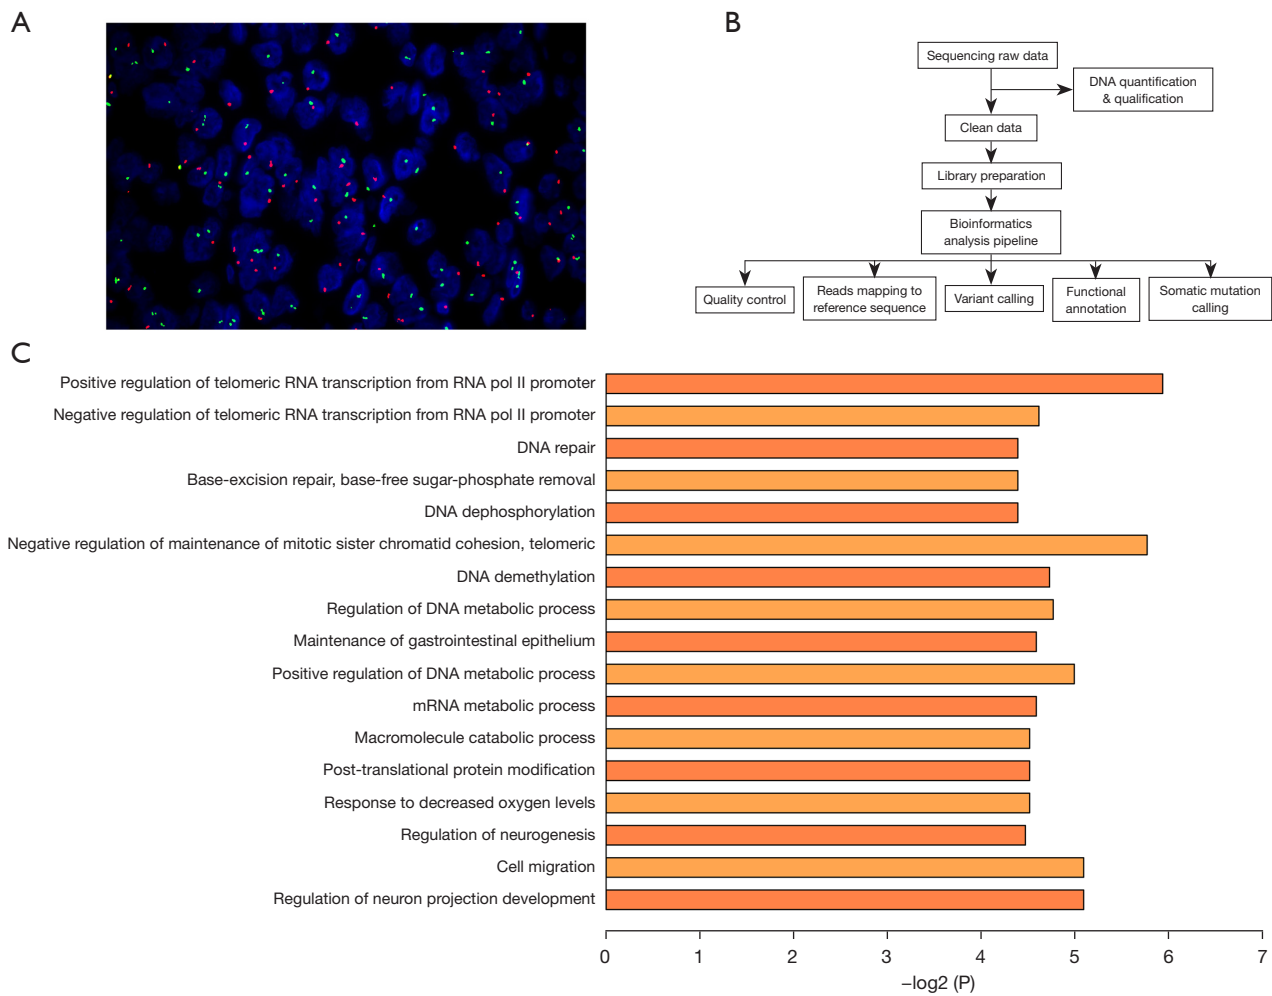 A
B
Sequencing raw data
DNA quantification
& qualification
Clean data
Library preparation
Bioinformatics
analysis pipeline
Quality control
Reads mapping to
reference sequence
Variant calling
Functional
annotation
Somatic mutation
calling
C
Positive regulation of telomeric RNA transcription from RNA pol II promoter
Negative regulation of telomeric RNA transcription from RNA pol II promoter
DNA repair
Base-excision repair, base-free sugar-phosphate removal
DNA dephosphorylation
Negative regulation of maintenance of mitotic sister chromatid cohesion, telomeric
DNA demethylation
Regulation of DNA metabolic process
Maintenance of gastrointestinal epithelium
Positive regulation of DNA metabolic process
mRNA metabolic process
Macromolecule catabolic process
Post-translational protein modification
Response to decreased oxygen levels
Regulation of neurogenesis
Cell migration
Regulation of neuron projection development
0 1 2 3 4 5 6 7
−log2 (P)